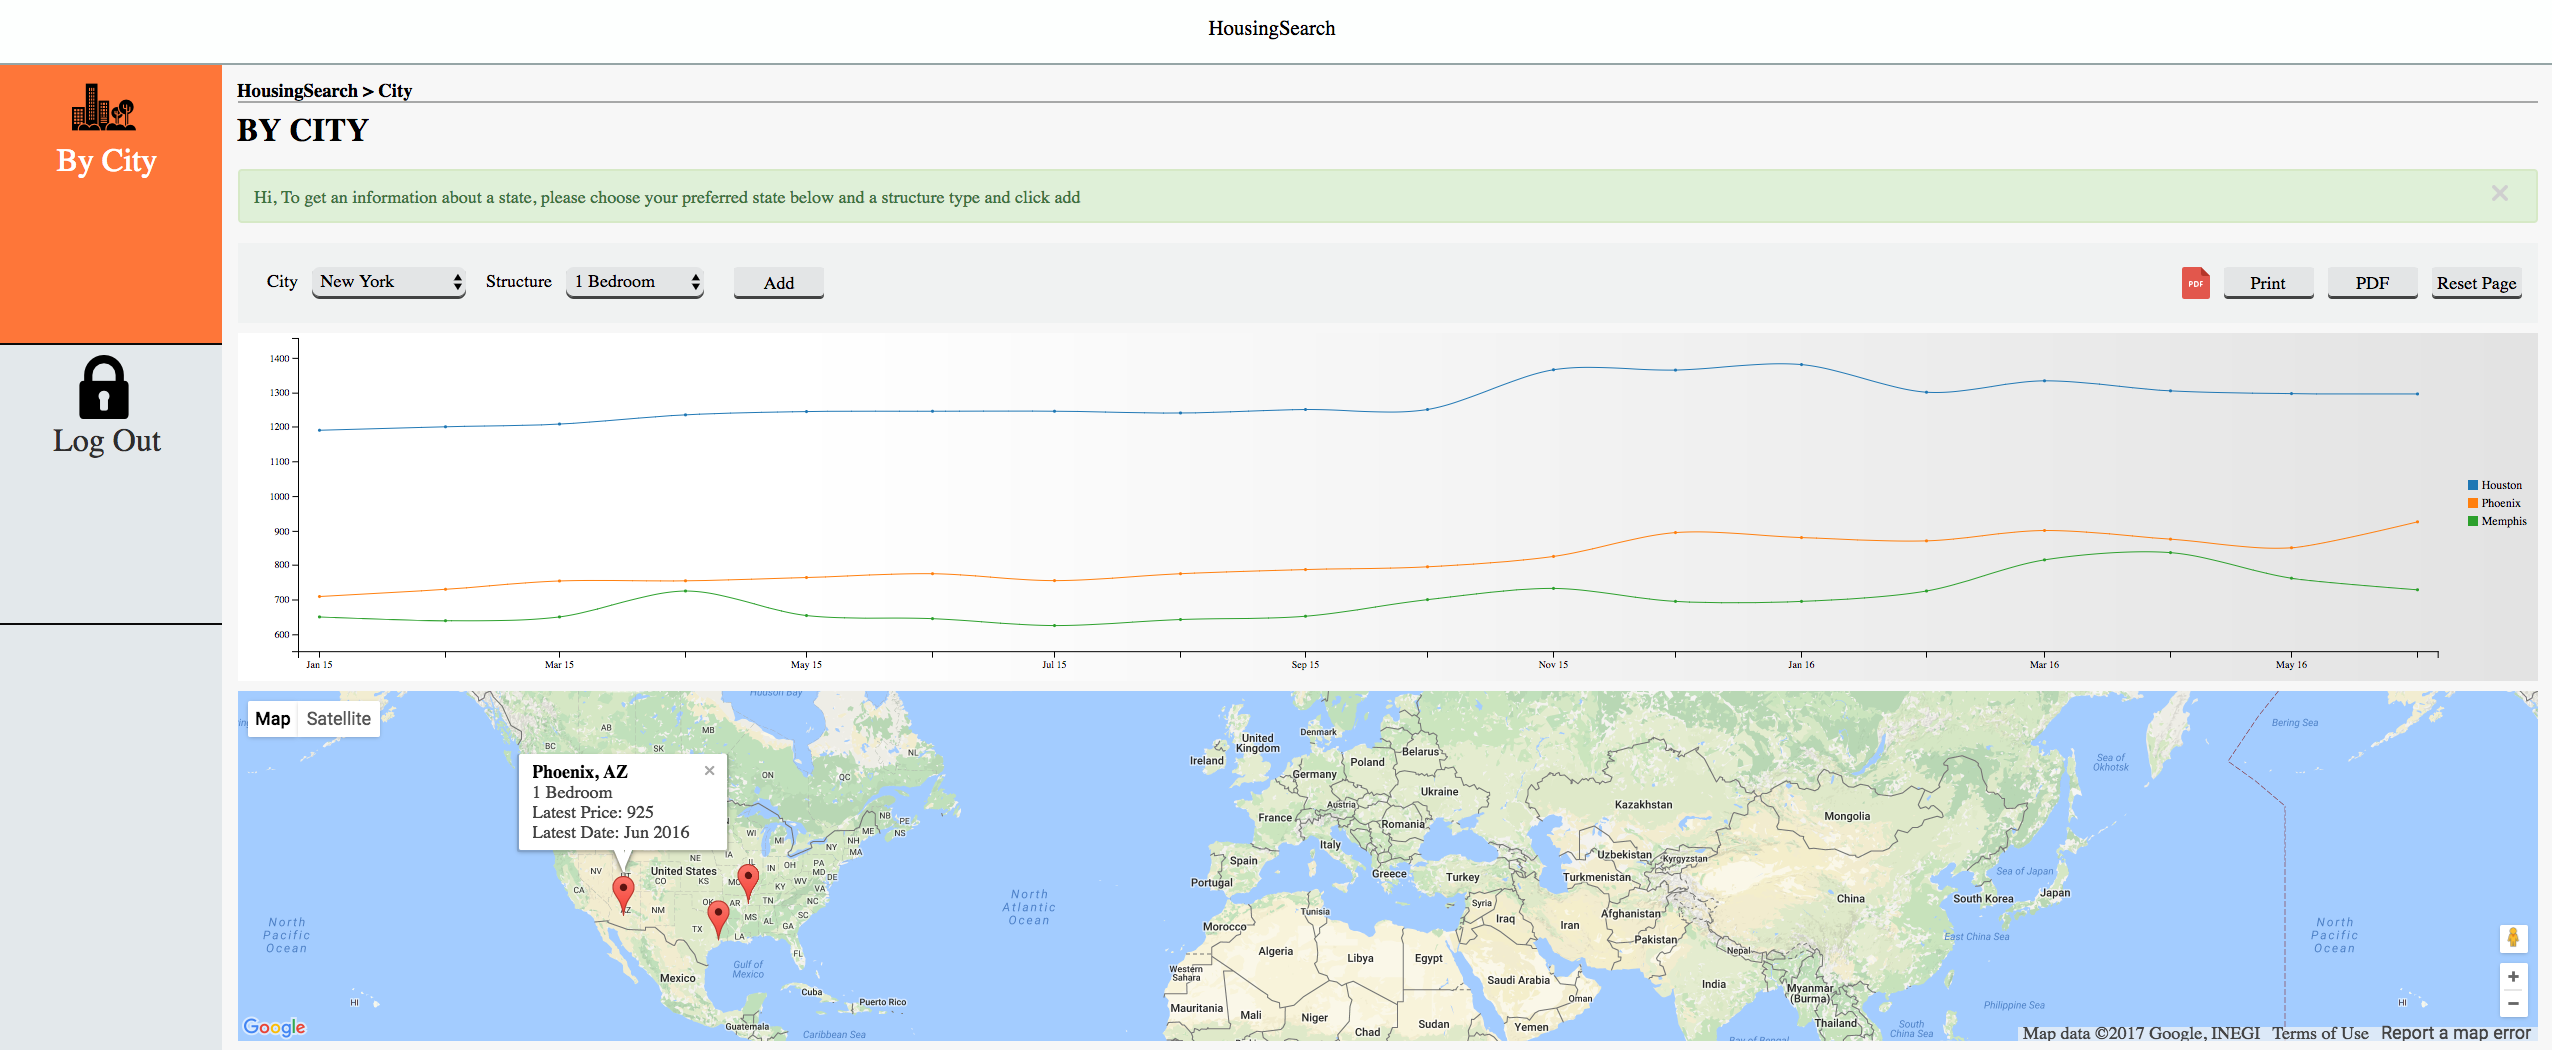 HousingSearch
By City
Log Out
HousingSearch > City
BY CITY
Hi, To get an information about a state, please choose your preferred state below and a structure type and click add
×
City New York Structure 1 Bedroom Add PDF Print PDF Reset Page
1400
1300
1200
1100
1000
900
800
700
600
Jan 15 Mar 15 May 15 Jul 15 Sep 15 Nov 15 Jan 16 Mar 16 May 16
Houston
Phoenix
Memphis
Map Satellite
Phoenix, AZ
1 Bedroom
Latest Price: 925
Latest Date: Jun 2016
Hudson Bay
AB
BC
SK
MB
ON
QC
NL
NB
PE
NS
ME
NH
MA
NY
MI
WI
IA
NE
NV
CA
United States
CO
KS
IN
OH
PA
MD
DE
WV
VA
KY
NC
TN
SC
AR
MS
AL
GA
NM
AZ
TX
LA
FL
Gulf of
Mexico
Mexico
Cuba
Puerto Rico
Guatemala
Caribbean Sea
HI
North
Pacific
Ocean
North
Atlantic
Ocean
United
Kingdom
Ireland
Denmark
Belarus
Poland
Germany
Ukraine
Austria
France
Romania
Italy
Spain
Portugal
Greece
Turkey
Kazakhstan
Mongolia
Uzbekistan
Kyrgyzstan
Turkmenistan
Syria
Iraq
Iran
Afghanistan
Pakistan
Nepal
India
China
South Korea
Japan
Sea of Japan
East China Sea
Myanmar
(Burma)
Thailand
South
China Sea
Philippine Sea
Bay of Bengal
Tunisia
Morocco
Algeria
Libya
Egypt
Western
Sahara
Saudi Arabia
Oman
Mauritania
Mali
Niger
Chad
Sudan
Yemen
Sea of
Okhotsk
Bering Sea
North
Pacific
Ocean
HI
+
−
Google
Map data ©2017 Google, INEGI Terms of Use Report a map error